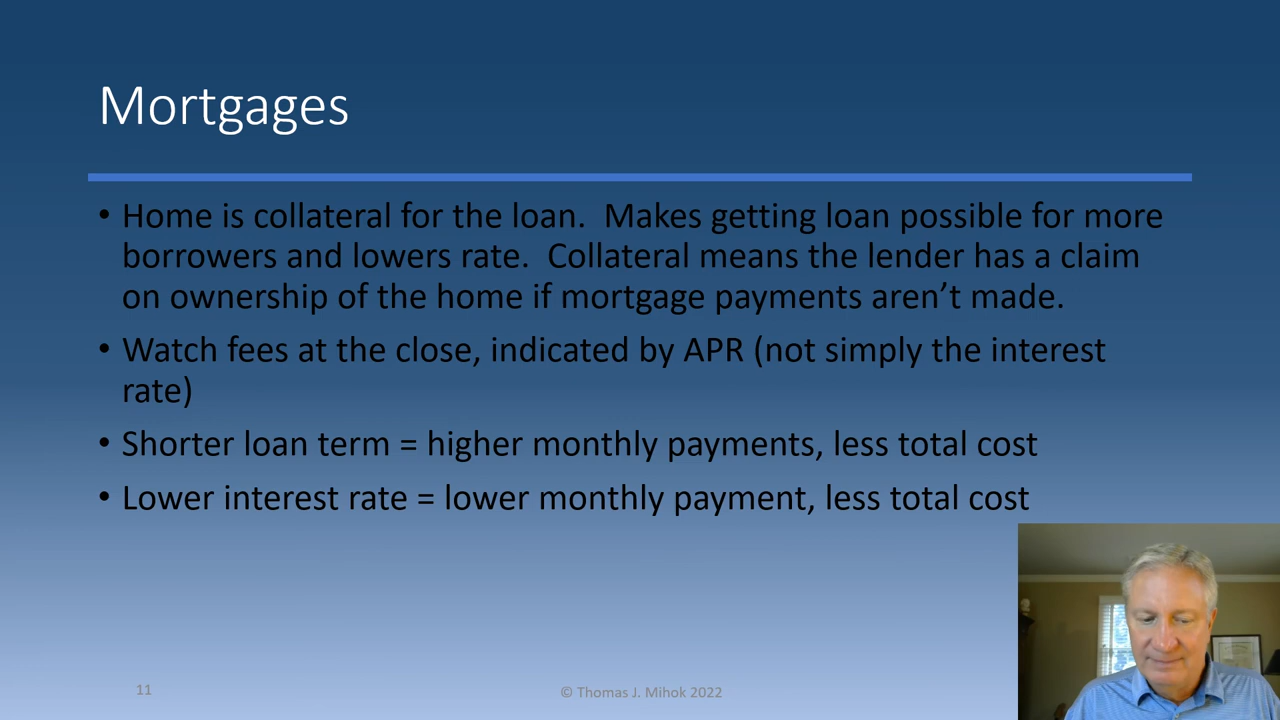 Mortgages
• Home is collateral for the loan.  Makes getting loan possible for more
borrowers and lowers rate.  Collateral means the lender has a claim
on ownership of the home if mortgage payments aren’t made.
• Watch fees at the close, indicated by APR (not simply the interest
rate)
• Shorter loan term = higher monthly payments, less total cost
• Lower interest rate = lower monthly payment, less total cost
11
© Thomas J. Mihok 2022